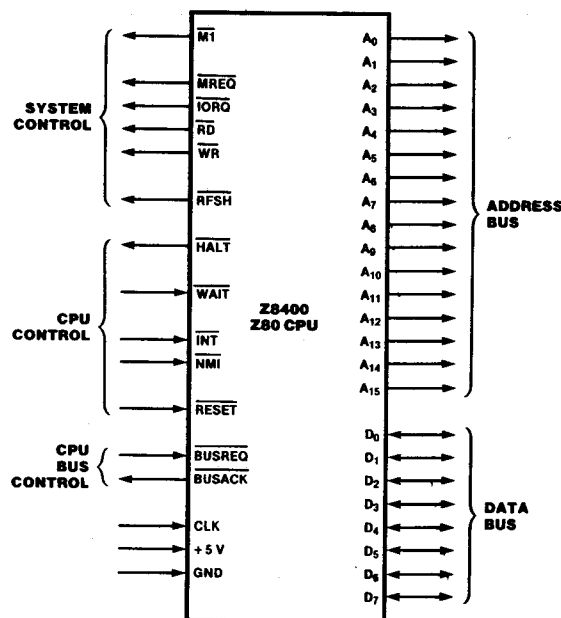 SYSTEM
CONTROL
M1
MREQ
IORQ
RD
WR
RFSH
CPU
CONTROL
HALT
WAIT
INT
NMI
RESET
CPU
BUS
CONTROL
BUSREQ
BUSACK
CLK
+ 5 V
GND
Z8400
Z80 CPU
A0
A1
A2
A3
A4
A5
A6
A7
A8
A9
A10
A11
A12
A13
A14
A15
ADDRESS
BUS
D0
D1
D2
D3
D4
D5
D6
D7
DATA
BUS